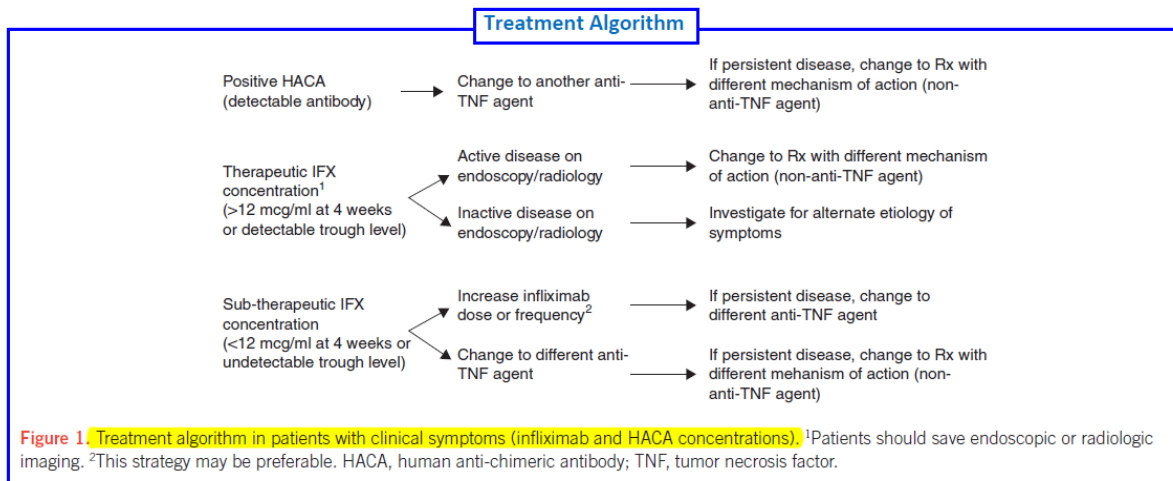 Treatment Algorithm
Positive HACA
(detectable antibody)
Change to another anti-
TNF agent
If persistent disease, change to Rx with
different mechanism of action (non-
anti-TNF agent)
Therapeutic IFX
concentration¹
(>12 mcg/ml at 4 weeks
or detectable trough level)
Active disease on
endoscopy/radiology
Change to Rx with different mechanism
of action (non-anti-TNF agent)
Inactive disease on
endoscopy/radiology
Investigate for alternate etiology of
symptoms
Sub-therapeutic IFX
concentration
(<12 mcg/ml at 4 weeks or
undetectable trough level)
Increase infliximab
dose or frequency²
If persistent disease, change to
different anti-TNF agent
Change to different anti-
TNF agent
If persistent disease, change to Rx with
different mehanism of action (non-
anti-TNF agent)
Figure 1. Treatment algorithm in patients with clinical symptoms (infliximab and HACA concentrations). ¹Patients should save endoscopic or radiologic
imaging. ²This strategy may be preferable. HACA, human anti-chimeric antibody; TNF, tumor necrosis factor.